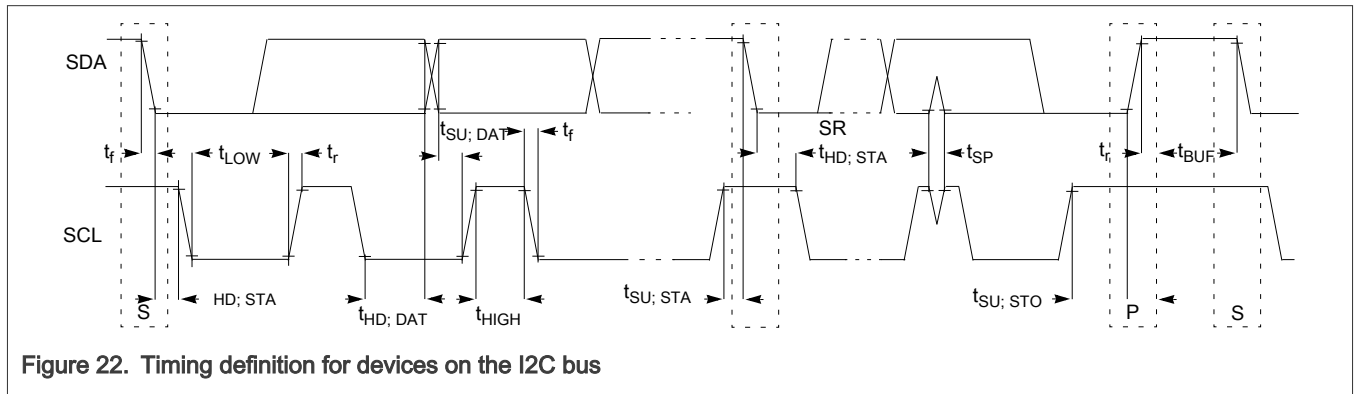 SDA
SR
tSU; DAT
tf
tf
tLOW
tr
tHD; STA
tSP
tr
tBUF
SCL
HD; STA
S
tHD; DAT
tHIGH
tSU; STA
tSU; STO
P
S
Figure 22. Timing definition for devices on the I2C bus